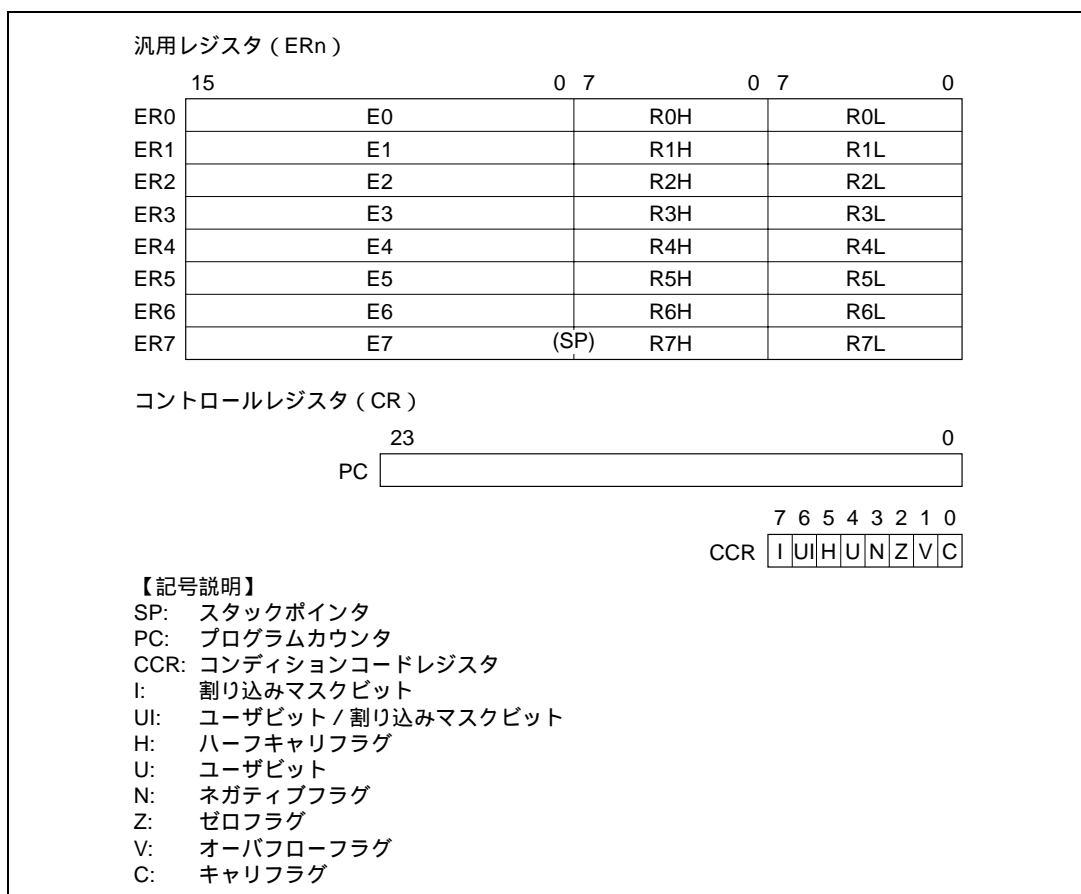 汎用レジスタ（ERn）
15 0 7 0 7 0
ER0 E0 R0H R0L
ER1 E1 R1H R1L
ER2 E2 R2H R2L
ER3 E3 R3H R3L
ER4 E4 R4H R4L
ER5 E5 R5H R5L
ER6 E6 R6H R6L
ER7 E7 (SP) R7H R7L
コントロールレジスタ（CR）
23 0
PC
7 6 5 4 3 2 1 0
CCR I UI H U N Z V C
【記号説明】
SP: スタックポインタ
PC: プログラムカウンタ
CCR: コンディションコードレジスタ
I: 割り込みマスクビット
UI: ユーザビット / 割り込みマスクビット
H: ハーフキャリフラグ
U: ユーザビット
N: ネガティブフラグ
Z: ゼロフラグ
V: オーバフローフラグ
C: キャリフラグ